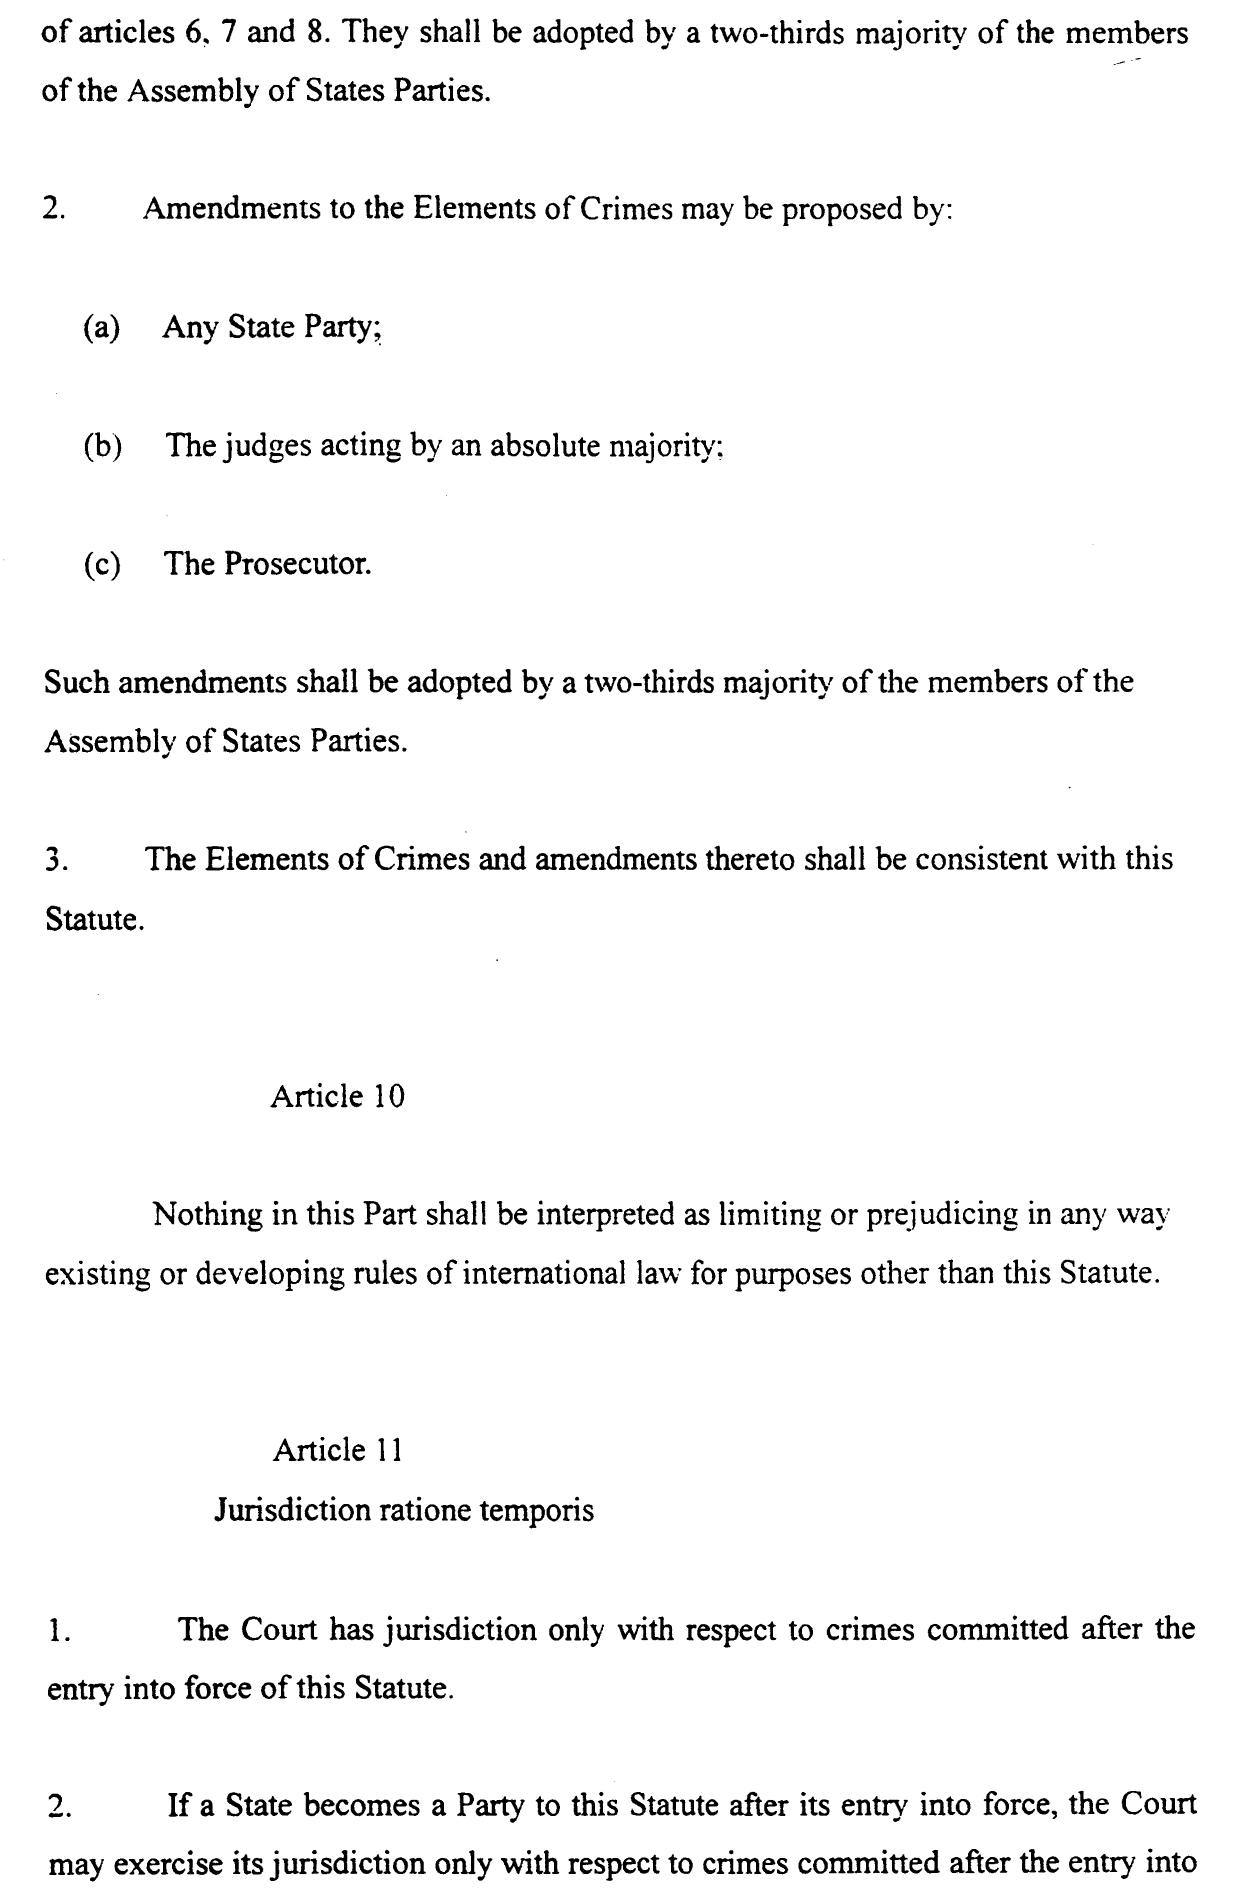 of articles 6, 7 and 8. They shall be adopted by a two-thirds majority of the members
of the Assembly of States Parties.
2. Amendments to the Elements of Crimes may be proposed by:
(a) Any State Party;
(b) The judges acting by an absolute majority;
(c) The Prosecutor.
Such amendments shall be adopted by a two-thirds majority of the members of the
Assembly of States Parties.
3. The Elements of Crimes and amendments thereto shall be consistent with this
Statute.
Article 10
Nothing in this Part shall be interpreted as limiting or prejudicing in any way
existing or developing rules of international law for purposes other than this Statute.
Article 11
Jurisdiction ratione temporis
1. The Court has jurisdiction only with respect to crimes committed after the
entry into force of this Statute.
2. If a State becomes a Party to this Statute after its entry into force, the Court
may exercise its jurisdiction only with respect to crimes committed after the entry into